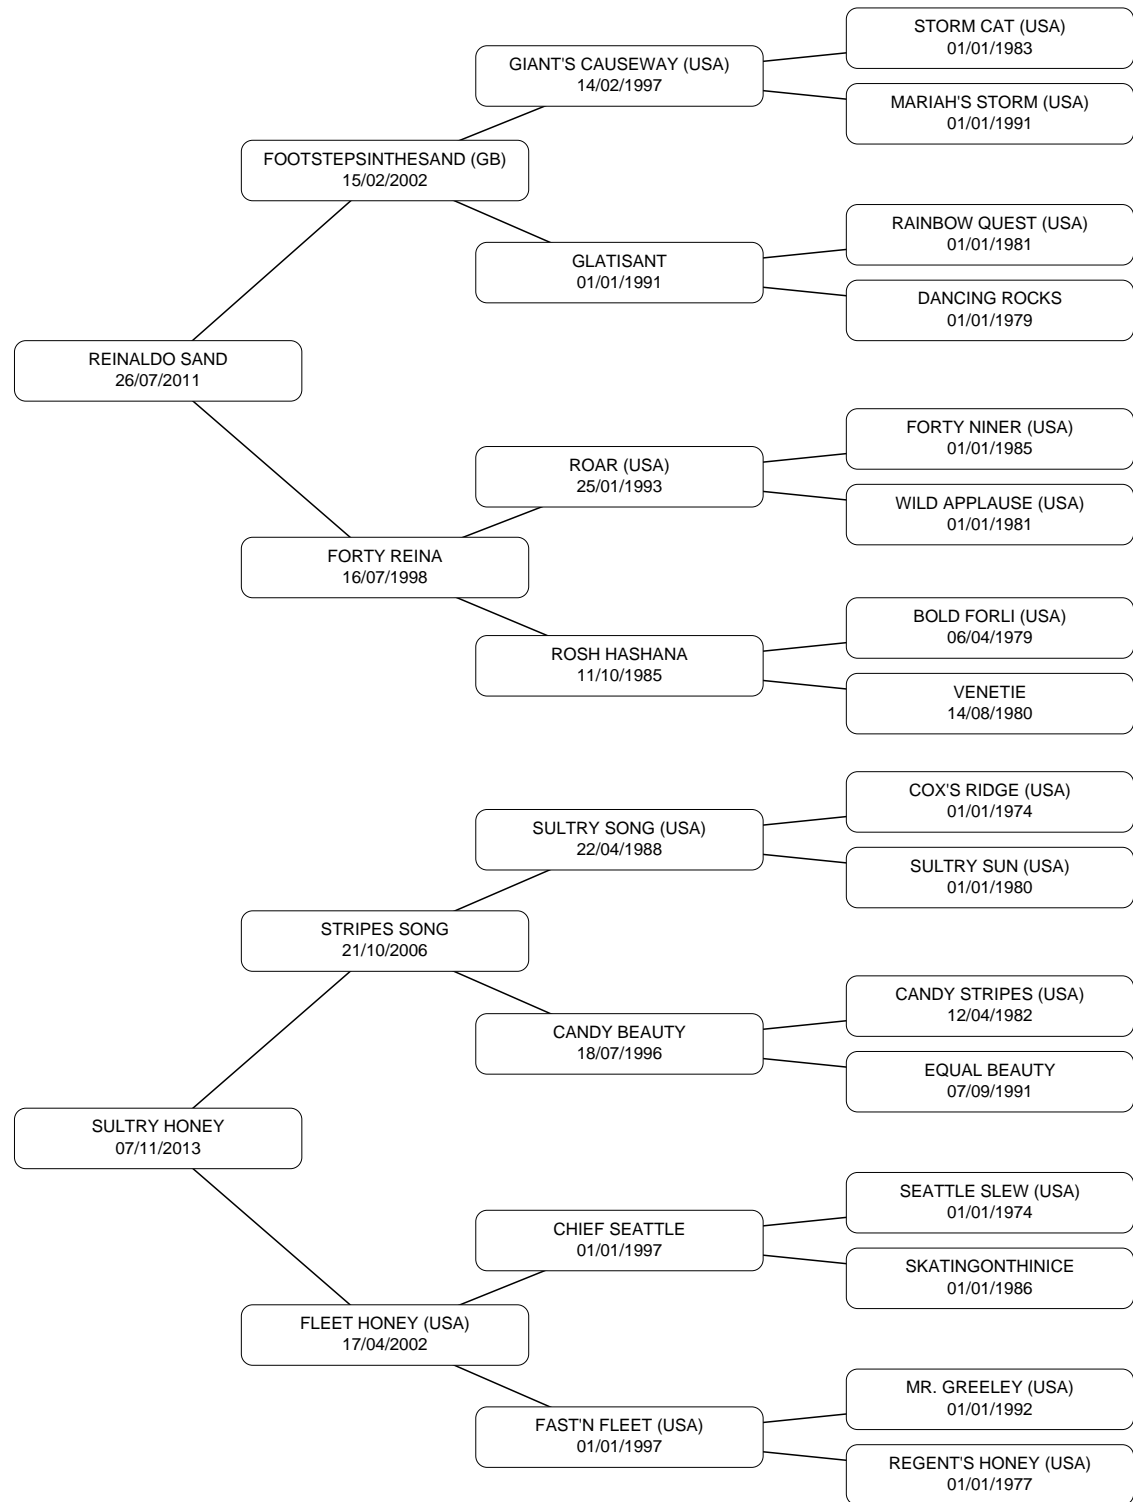 STORM CAT (USA)
01/01/1983
GIANT'S CAUSEWAY (USA)
14/02/1997
MARIAH'S STORM (USA)
01/01/1991
FOOTSTEPSINTHESAND (GB)
15/02/2002
RAINBOW QUEST (USA)
01/01/1981
GLATISANT
01/01/1991
DANCING ROCKS
01/01/1979
REINALDO SAND
26/07/2011
FORTY NINER (USA)
01/01/1985
ROAR (USA)
25/01/1993
WILD APPLAUSE (USA)
01/01/1981
FORTY REINA
16/07/1998
BOLD FORLI (USA)
06/04/1979
ROSH HASHANA
11/10/1985
VENETIE
14/08/1980
COX'S RIDGE (USA)
01/01/1974
SULTRY SONG (USA)
22/04/1988
SULTRY SUN (USA)
01/01/1980
STRIPES SONG
21/10/2006
CANDY STRIPES (USA)
12/04/1982
CANDY BEAUTY
18/07/1996
EQUAL BEAUTY
07/09/1991
SULTRY HONEY
07/11/2013
SEATTLE SLEW (USA)
01/01/1974
CHIEF SEATTLE
01/01/1997
SKATINGONTHINICE
01/01/1986
FLEET HONEY (USA)
17/04/2002
MR. GREELEY (USA)
01/01/1992
FAST'N FLEET (USA)
01/01/1997
REGENT'S HONEY (USA)
01/01/1977